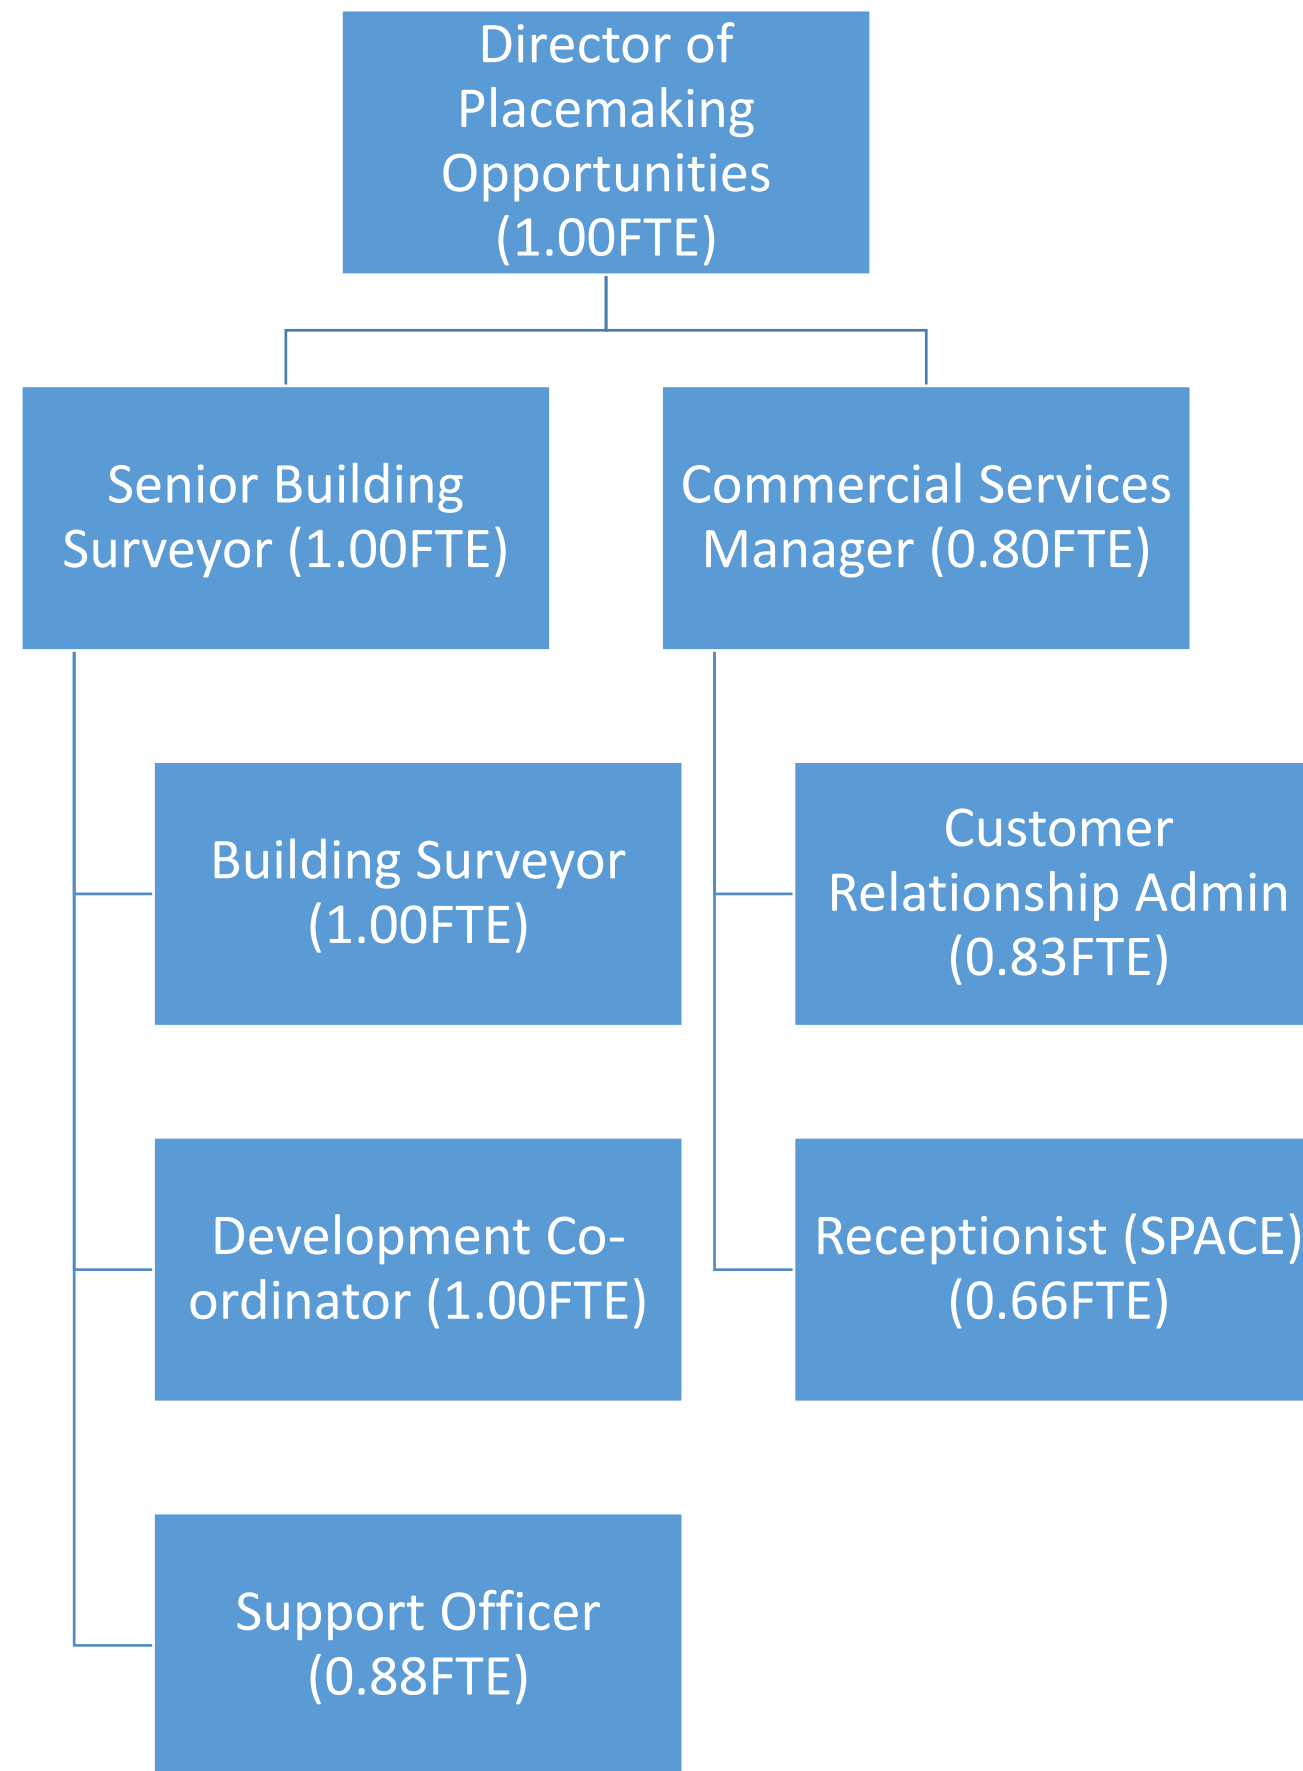 Director of
Placemaking
Opportunities
(1.00FTE)
Senior Building
Surveyor (1.00FTE)
Commercial Services
Manager (0.80FTE)
Building Surveyor
(1.00FTE)
Customer
Relationship Admin
(0.83FTE)
Development Co-
ordinator (1.00FTE)
Receptionist (SPACE)
(0.66FTE)
Support Officer
(0.88FTE)